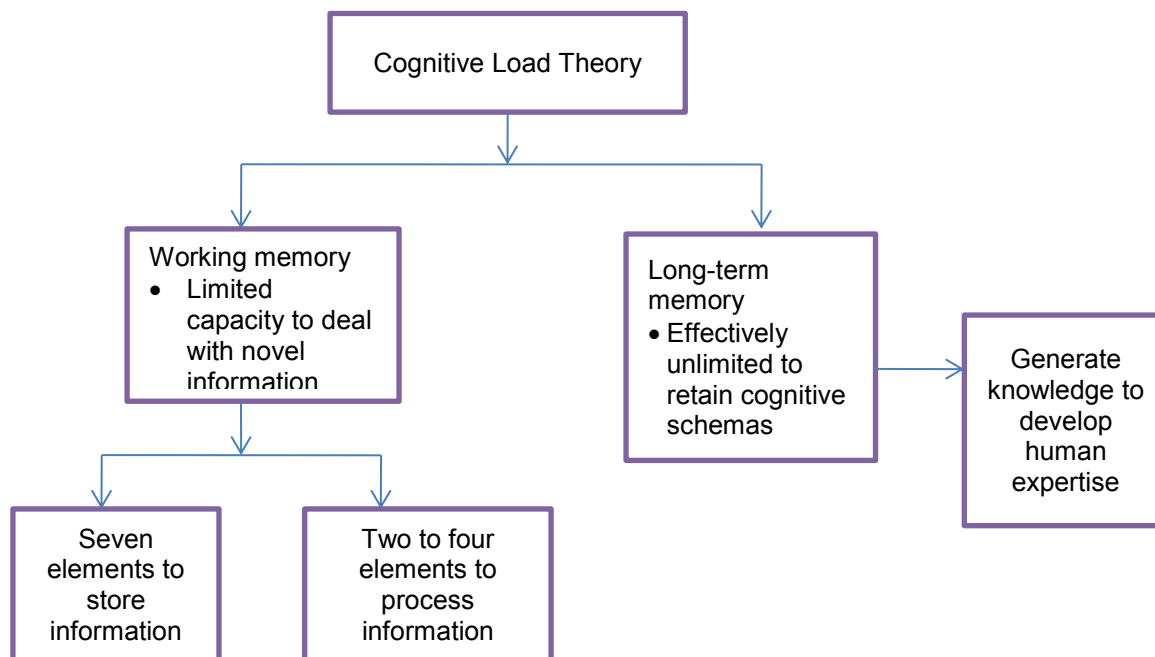 Cognitive Load Theory
Working memory
• Limited
capacity to deal
with novel
information
Long-term
memory
• Effectively
unlimited to
retain cognitive
schemas
Generate
knowledge to
develop
human
expertise
Seven
elements to
store
information
Two to four
elements to
process
information